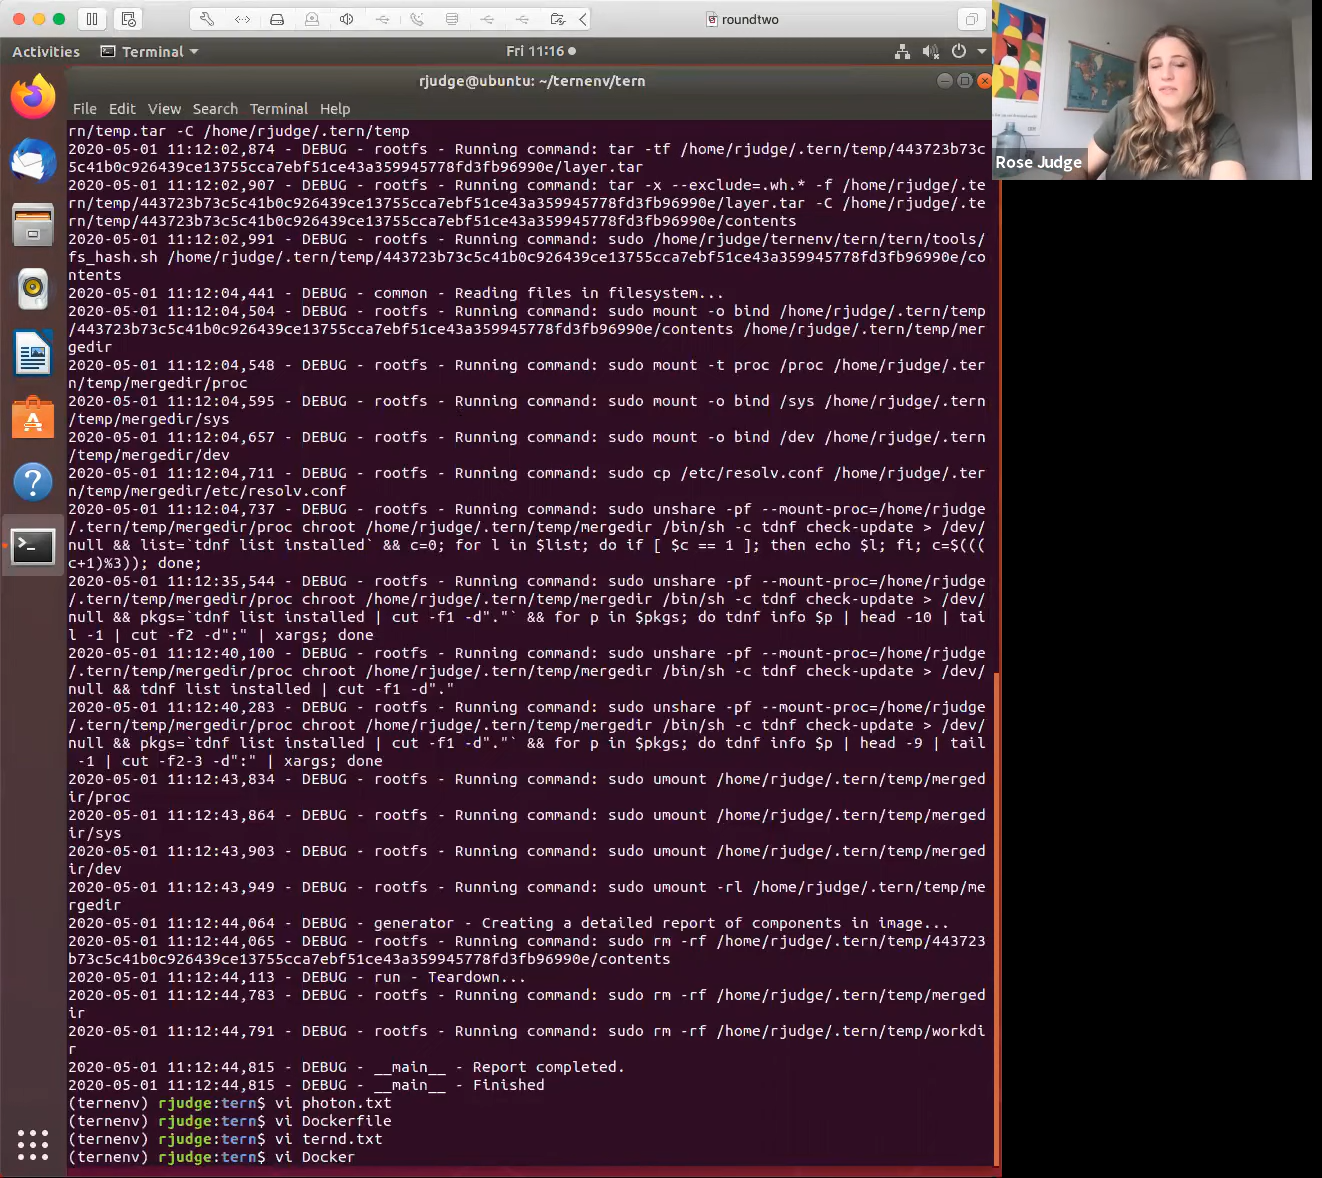 roundtwo
Activities
Terminal
Fri 11:16
rjudge@ubuntu: ~/ternenv/tern
File Edit View Search Terminal Help
rn/temp.tar -C /home/rjudge/.tern/temp
2020-05-01 11:12:02,874 - DEBUG - rootfs - Running command: tar -tf /home/rjudge/.tern/temp/443723b73c
5c41b0c926439ce13755cca7ebf51ce43a359945778fd3fb96990e/layer.tar
2020-05-01 11:12:02,907 - DEBUG - rootfs - Running command: tar -x --exclude=.wh.* -f /home/rjudge/.te
rn/temp/443723b73c5c41b0c926439ce13755cca7ebf51ce43a359945778fd3fb96990e/layer.tar -C /home/rjudge/.te
rn/temp/443723b73c5c41b0c926439ce13755cca7ebf51ce43a359945778fd3fb96990e/contents
2020-05-01 11:12:02,991 - DEBUG - rootfs - Running command: sudo /home/rjudge/ternenv/tern/tern/tools/
fs_hash.sh /home/rjudge/.tern/temp/443723b73c5c41b0c926439ce13755cca7ebf51ce43a359945778fd3fb96990e/co
ntents
2020-05-01 11:12:04,441 - DEBUG - common - Reading files in filesystem...
2020-05-01 11:12:04,504 - DEBUG - rootfs - Running command: sudo mount -o bind /home/rjudge/.tern/temp
/443723b73c5c41b0c926439ce13755cca7ebf51ce43a359945778fd3fb96990e/contents /home/rjudge/.tern/temp/mer
gedir
2020-05-01 11:12:04,548 - DEBUG - rootfs - Running command: sudo mount -t proc /proc /home/rjudge/.ter
n/temp/mergedir/proc
2020-05-01 11:12:04,595 - DEBUG - rootfs - Running command: sudo mount -o bind /sys /home/rjudge/.tern
/temp/mergedir/sys
2020-05-01 11:12:04,657 - DEBUG - rootfs - Running command: sudo mount -o bind /dev /home/rjudge/.tern
/temp/mergedir/dev
2020-05-01 11:12:04,711 - DEBUG - rootfs - Running command: sudo cp /etc/resolv.conf /home/rjudge/.ter
n/temp/mergedir/etc/resolv.conf
2020-05-01 11:12:04,737 - DEBUG - rootfs - Running command: sudo unshare -pf --mount-proc=/home/rjudge
/.tern/temp/mergedir/proc chroot /home/rjudge/.tern/temp/mergedir /bin/sh -c tdnf check-update > /dev/
null && list=`tdnf list installed` && c=0; for l in $list; do if [ $c == 1 ]; then echo $l; fi; c=$(((
c+1)%3)); done;
2020-05-01 11:12:35,544 - DEBUG - rootfs - Running command: sudo unshare -pf --mount-proc=/home/rjudge
/.tern/temp/mergedir/proc chroot /home/rjudge/.tern/temp/mergedir /bin/sh -c tdnf check-update > /dev/
null && pkgs=`tdnf list installed | cut -f1 -d"."` && for p in $pkgs; do tdnf info $p | head -10 | tai
l -1 | cut -f2 -d":" | xargs; done
2020-05-01 11:12:40,100 - DEBUG - rootfs - Running command: sudo unshare -pf --mount-proc=/home/rjudge
/.tern/temp/mergedir/proc chroot /home/rjudge/.tern/temp/mergedir /bin/sh -c tdnf check-update > /dev/
null && tdnf list installed | cut -f1 -d"."
2020-05-01 11:12:40,283 - DEBUG - rootfs - Running command: sudo unshare -pf --mount-proc=/home/rjudge
/.tern/temp/mergedir/proc chroot /home/rjudge/.tern/temp/mergedir /bin/sh -c tdnf check-update > /dev/
null && pkgs=`tdnf list installed | cut -f1 -d"."` && for p in $pkgs; do tdnf info $p | head -9 | tail
 -1 | cut -f2-3 -d":" | xargs; done
2020-05-01 11:12:43,834 - DEBUG - rootfs - Running command: sudo umount /home/rjudge/.tern/temp/merged
ir/proc
2020-05-01 11:12:43,864 - DEBUG - rootfs - Running command: sudo umount /home/rjudge/.tern/temp/merged
ir/sys
2020-05-01 11:12:43,903 - DEBUG - rootfs - Running command: sudo umount /home/rjudge/.tern/temp/merged
ir/dev
2020-05-01 11:12:43,949 - DEBUG - rootfs - Running command: sudo umount -rl /home/rjudge/.tern/temp/me
rgedir
2020-05-01 11:12:44,064 - DEBUG - generator - Creating a detailed report of components in image...
2020-05-01 11:12:44,065 - DEBUG - rootfs - Running command: sudo rm -rf /home/rjudge/.tern/temp/443723
b73c5c41b0c926439ce13755cca7ebf51ce43a359945778fd3fb96990e/contents
2020-05-01 11:12:44,113 - DEBUG - run - Teardown...
2020-05-01 11:12:44,783 - DEBUG - rootfs - Running command: sudo rm -rf /home/rjudge/.tern/temp/merged
ir
2020-05-01 11:12:44,791 - DEBUG - rootfs - Running command: sudo rm -rf /home/rjudge/.tern/temp/workdi
r
2020-05-01 11:12:44,815 - DEBUG - __main__ - Report completed.
2020-05-01 11:12:44,815 - DEBUG - __main__ - Finished
(ternenv) rjudge:tern$ vi photon.txt
(ternenv) rjudge:tern$ vi Dockerfile
(ternenv) rjudge:tern$ vi ternd.txt
(ternenv) rjudge:tern$ vi Docker
Rose Judge